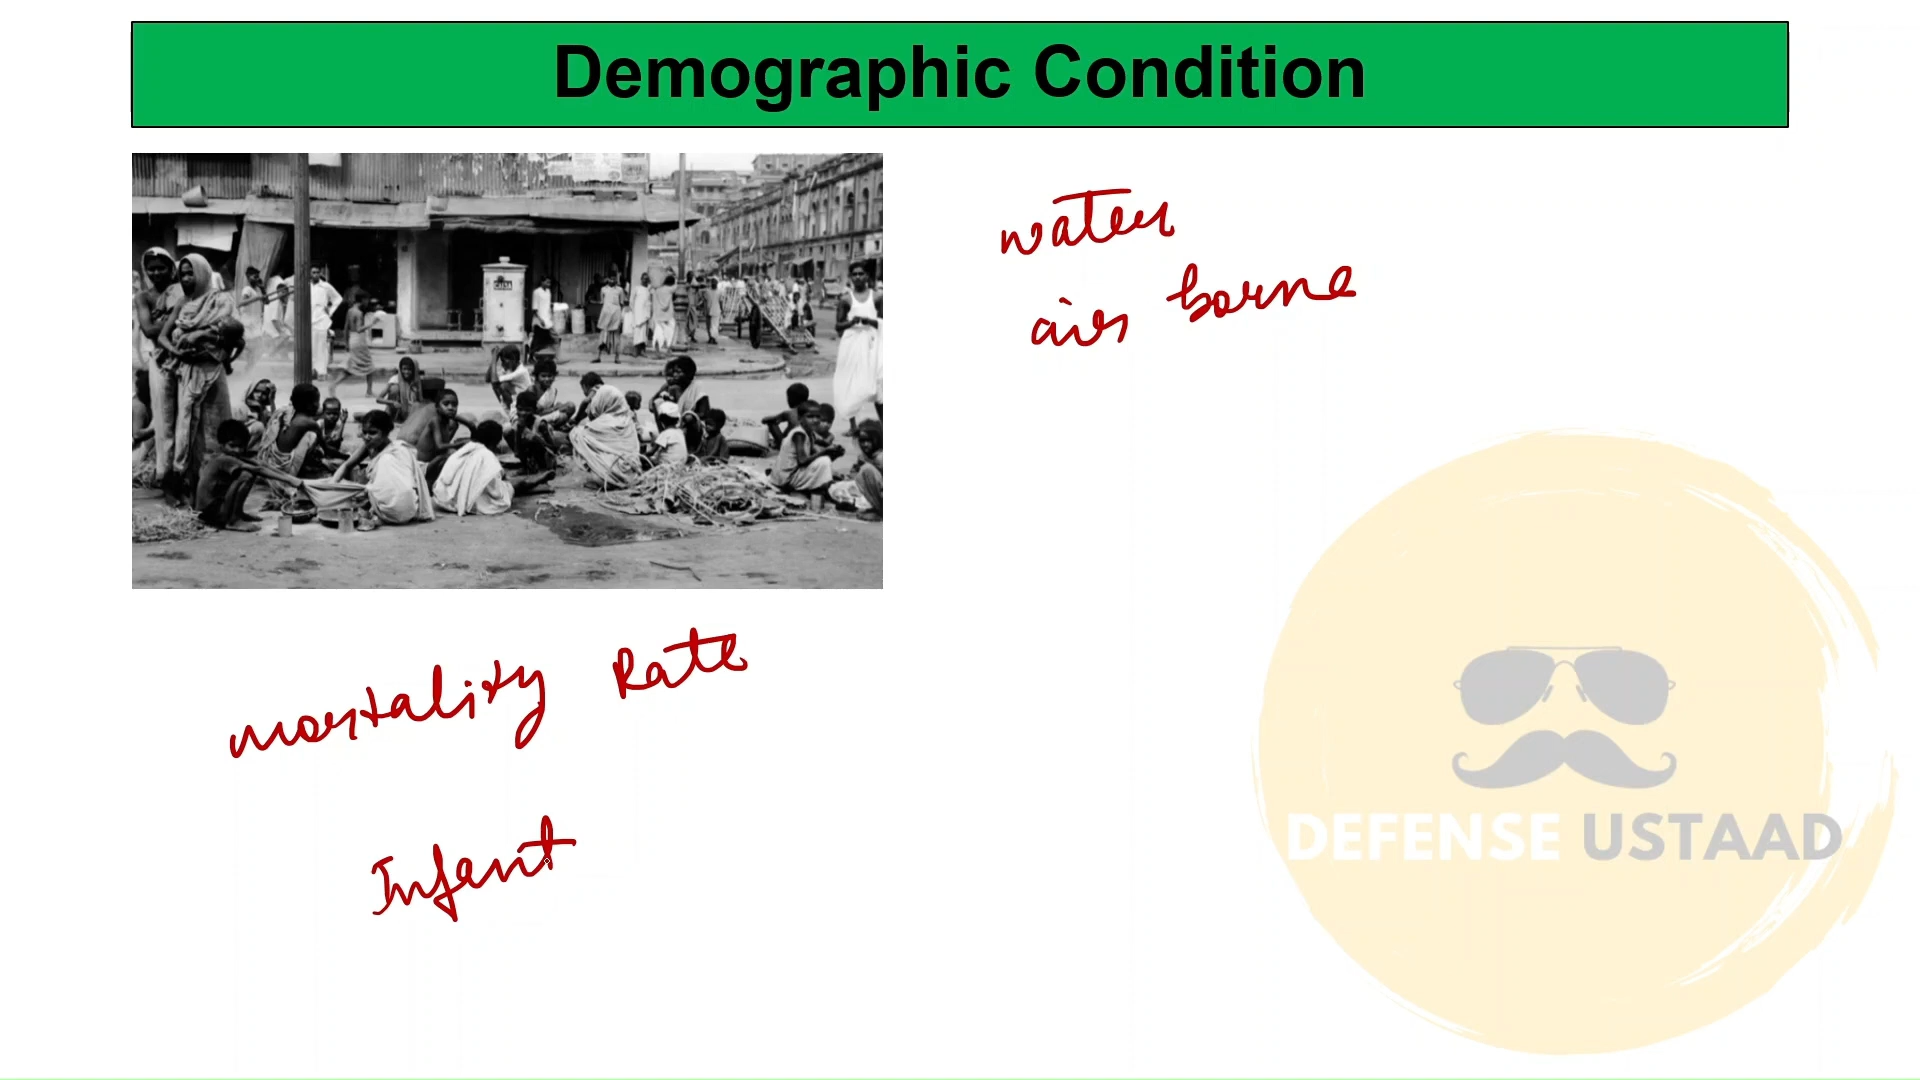 Demographic Condition
water
air borne
mortality Rate
Infant
DEFENSE USTAAD